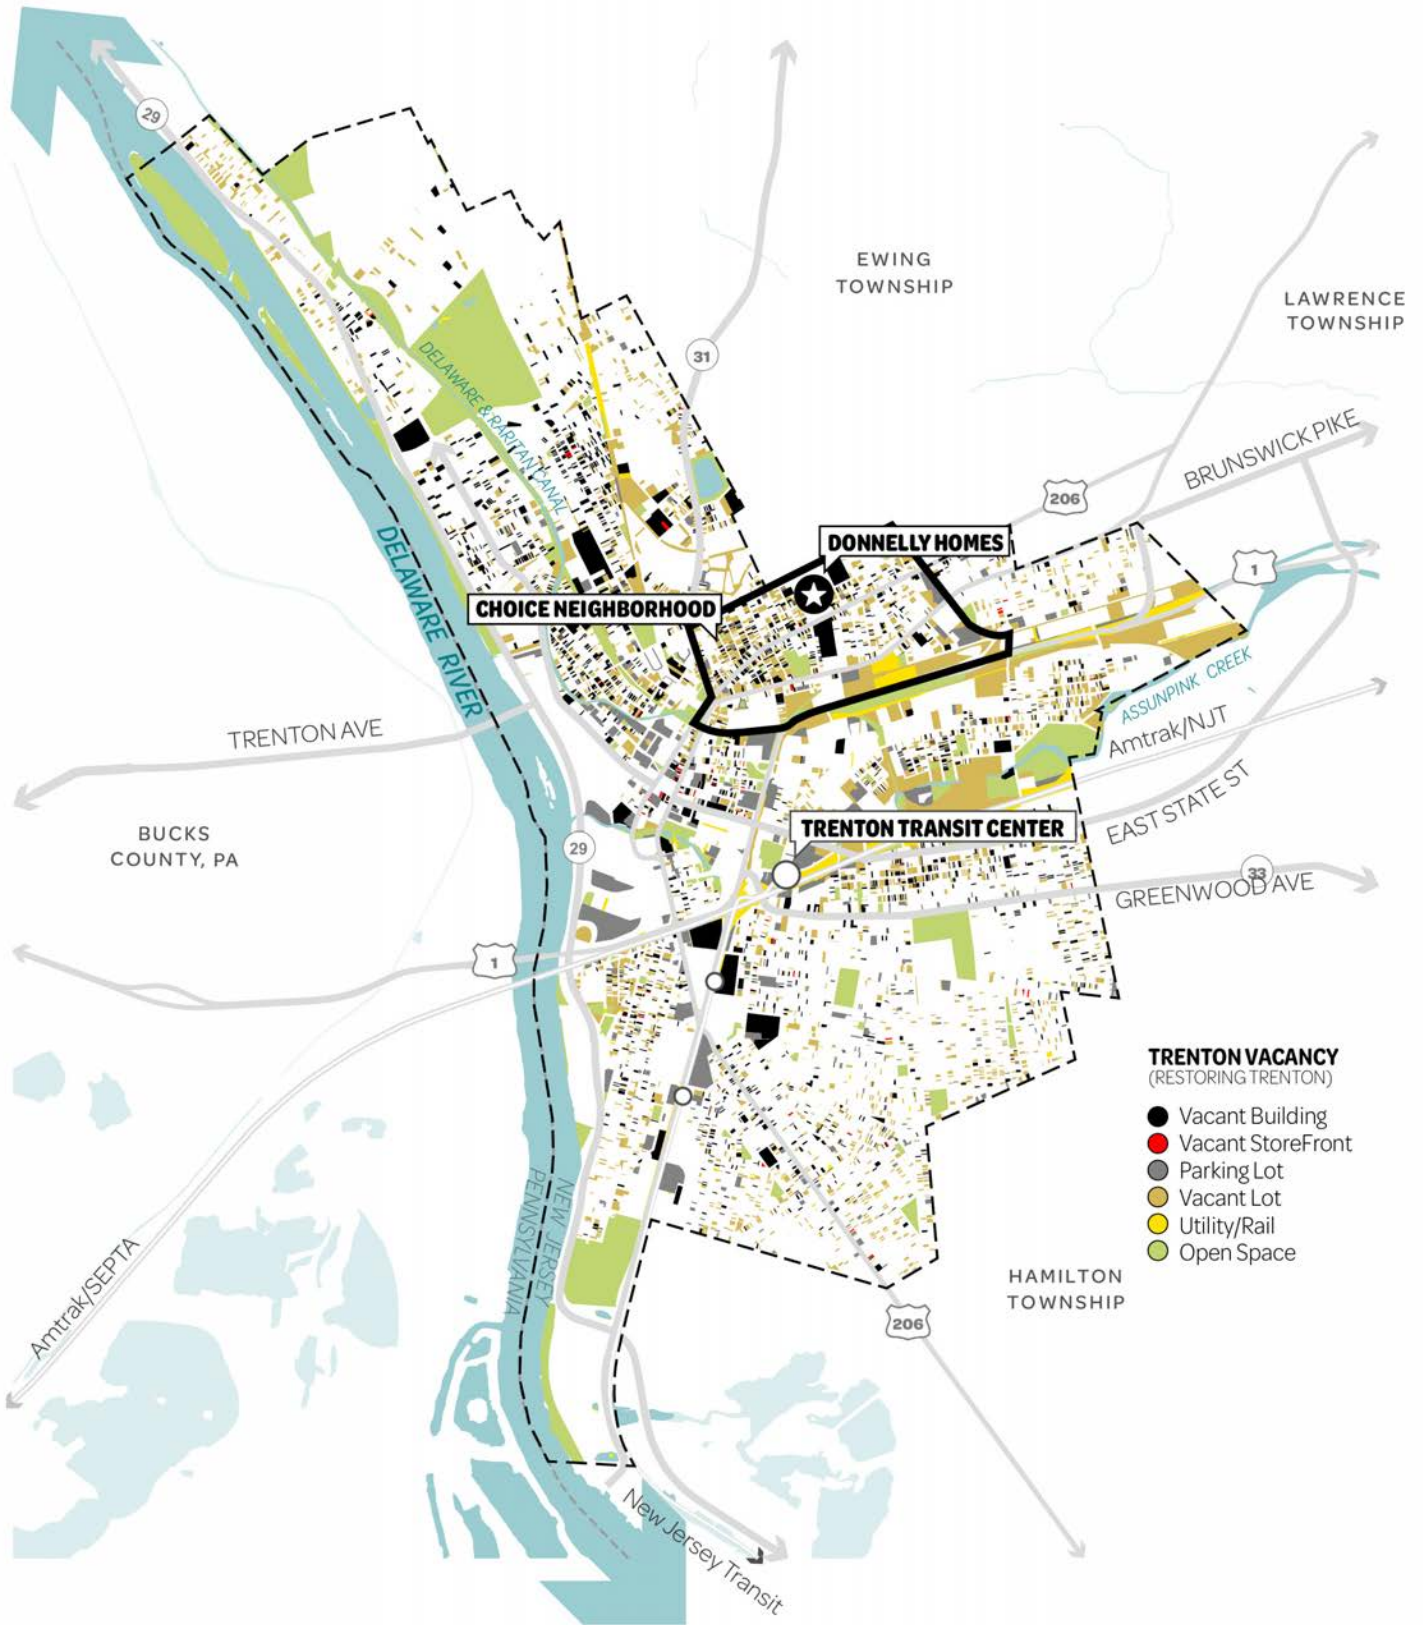 29
EWING
TOWNSHIP
LAWRENCE
TOWNSHIP
31
DELAWARE & RARITAN CANAL
BRUNSWICK PIKE
206
DONNELLY HOMES
1
CHOICE NEIGHBORHOOD
DELAWARE RIVER
ASSUNPINK CREEK
Amtrak/NJT
TRENTON AVE
EAST STATE ST
TRENTON TRANSIT CENTER
BUCKS
COUNTY, PA
29
33
GREENWOOD AVE
1
TRENTON VACANCY
(RESTORING TRENTON)
Vacant Building
Vacant StoreFront
Parking Lot
Vacant Lot
Utility/Rail
Open Space
NEW JERSEY
PENNSYLVANIA
Amtrak/SEPTA
HAMILTON
TOWNSHIP
206
New Jersey Transit